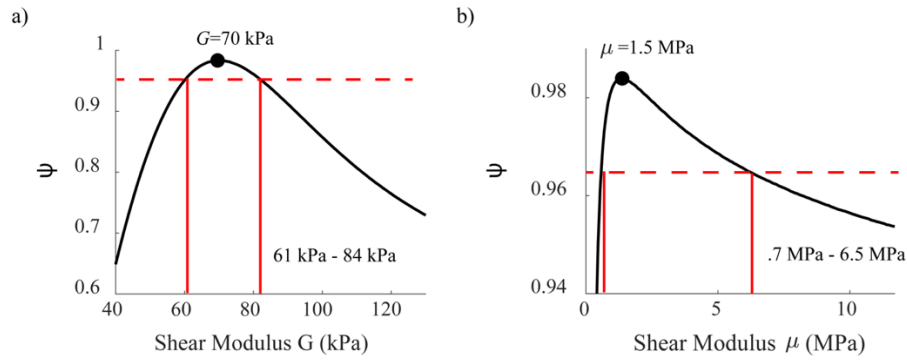 a)
G=70 kPa
1
0.9
0.8
0.7
0.6
ψ
61 kPa - 84 kPa
40
60
80
100
120
Shear Modulus G (kPa)
b)
μ =1.5 MPa
0.98
0.96
0.94
ψ
.7 MPa - 6.5 MPa
0
5
10
Shear Modulus μ (MPa)